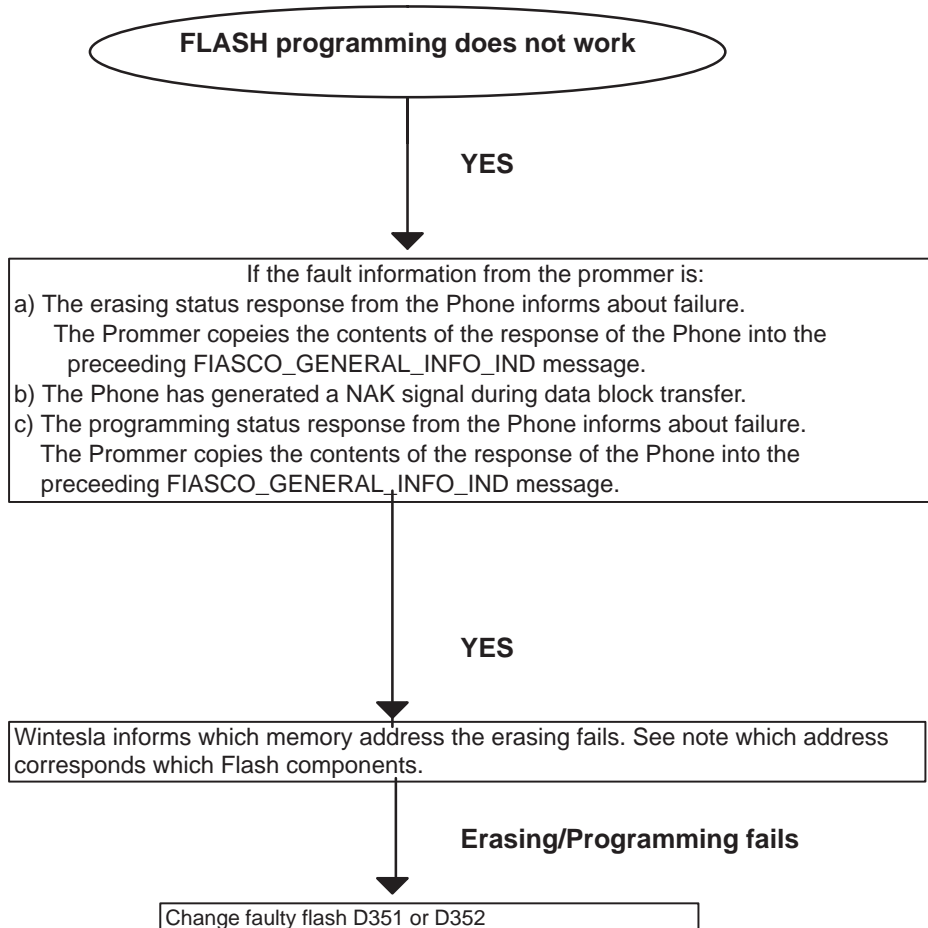 FLASH programming does not work
YES
If the fault information from the prommer is:
a) The erasing status response from the Phone informs about failure.
The Prommer copeies the contents of the response of the Phone into the
preceeding FIASCO_GENERAL_INFO_IND message.
b) The Phone has generated a NAK signal during data block transfer.
c) The programming status response from the Phone informs about failure.
The Prommer copies the contents of the response of the Phone into the
preceeding FIASCO_GENERAL_INFO_IND message.
YES
Wintesla informs which memory address the erasing fails. See note which address
corresponds which Flash components.
Erasing/Programming fails
Change faulty flash D351 or D352